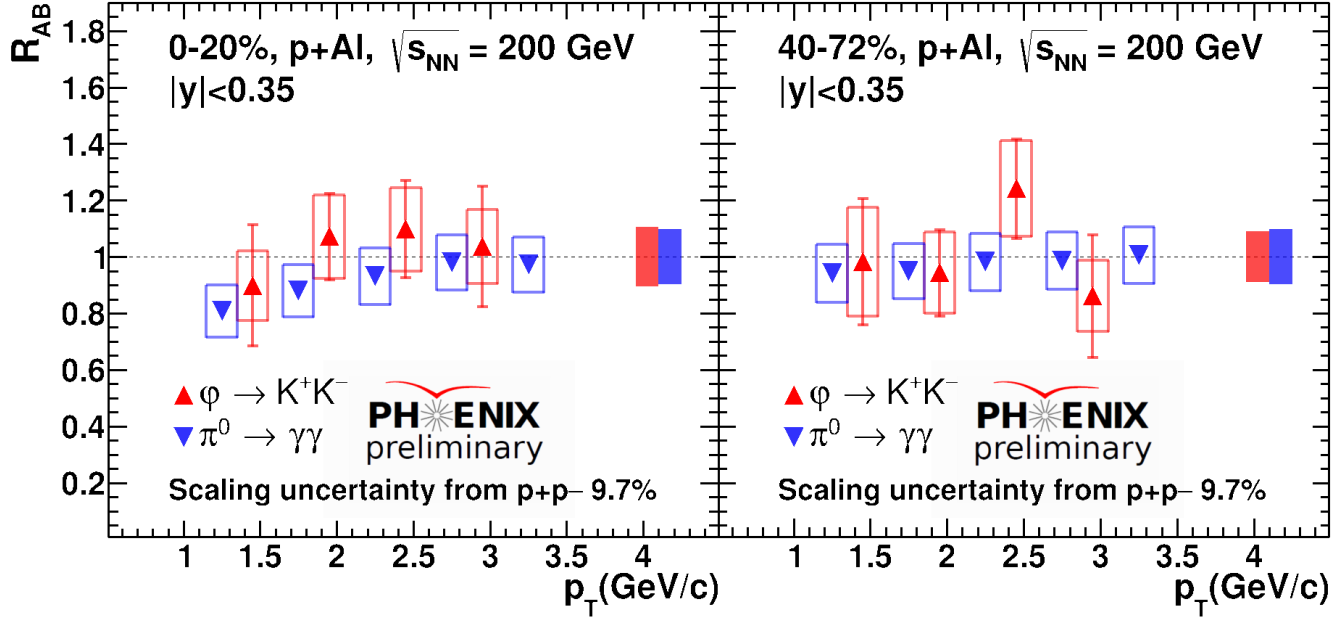 R_AB
1.8
1.6
1.4
1.2
1
0.8
0.6
0.4
0.2
0-20%, p+Al, √s_NN = 200 GeV
|y|<0.35
φ → K⁺K⁻
π⁰ → γγ
PHENIX
preliminary
Scaling uncertainty from p+p– 9.7%
1 1.5 2 2.5 3 3.5 4
p_T(GeV/c)
40-72%, p+Al, √s_NN = 200 GeV
|y|<0.35
φ → K⁺K⁻
π⁰ → γγ
PHENIX
preliminary
Scaling uncertainty from p+p– 9.7%
1 1.5 2 2.5 3 3.5 4
p_T(GeV/c)